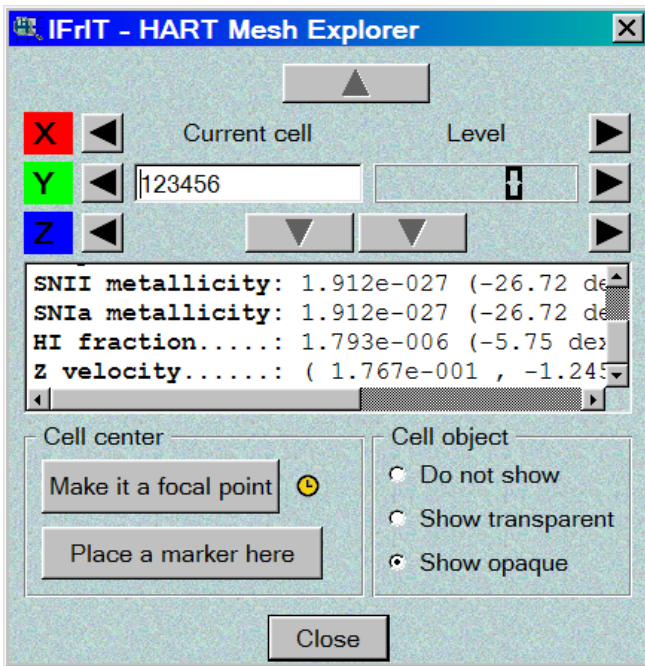 IFrIT - HART Mesh Explorer
X Current cell Level
Y 123456
Z
SNII metallicity: 1.912e-027 (-26.72 de
SNIa metallicity: 1.912e-027 (-26.72 de
HI fraction.....: 1.793e-006 (-5.75 dex
Z velocity......: ( 1.767e-001 , -1.245
Cell center
Make it a focal point
Place a marker here
Cell object
Do not show
Show transparent
Show opaque
Close